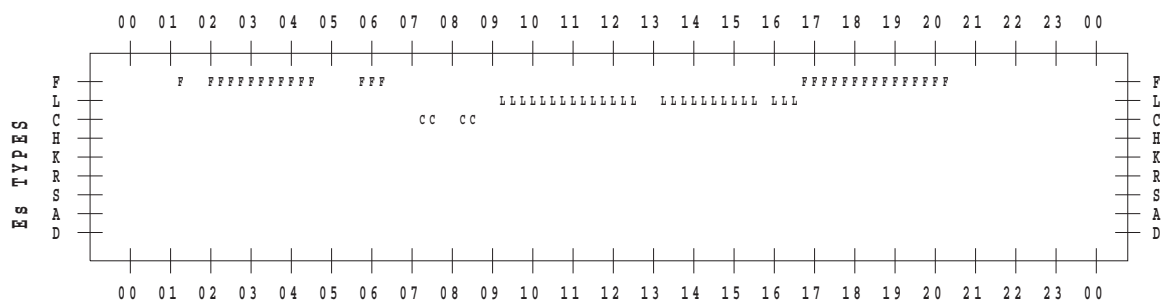 00 01 02 03 04 05 06 07 08 09 10 11 12 13 14 15 16 17 18 19 20 21 22 23 00
F F FFFFFFFFFFF FFF FFFFFFFFFFFFFFF F
L LLLLLLLLLLLLLL LLLLLLLLLL LLL L
C CC CC C
H H
K K
R R
S S
A A
D D
Es TYPES
00 01 02 03 04 05 06 07 08 09 10 11 12 13 14 15 16 17 18 19 20 21 22 23 00